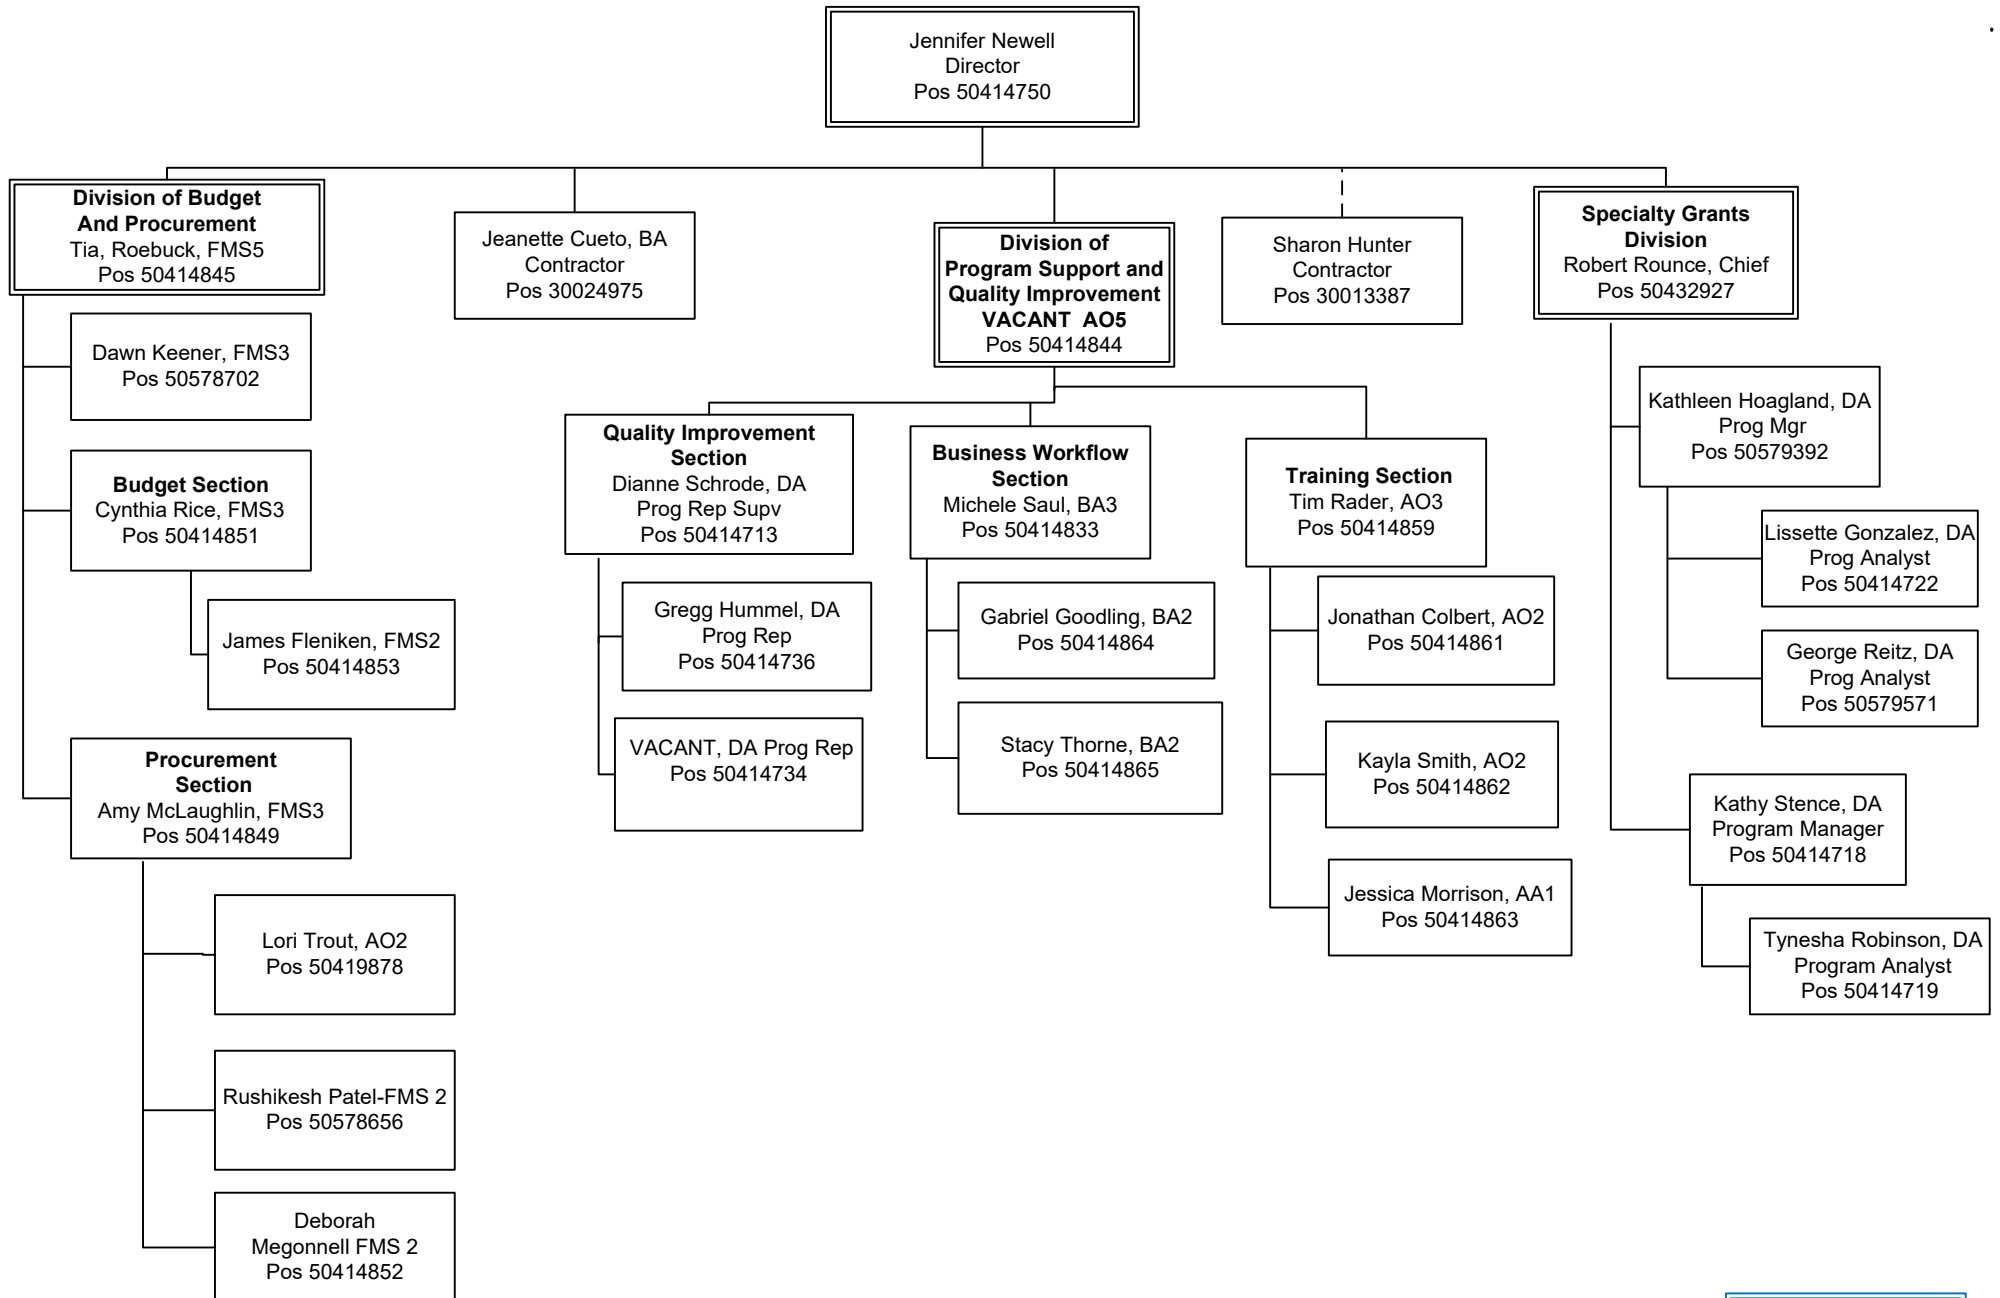 Jennifer Newell
Director
Pos 50414750
.
Division of Budget
And Procurement
Tia, Roebuck, FMS5
Pos 50414845
Jeanette Cueto, BA
Contractor
Pos 30024975
Division of
Program Support and
Quality Improvement
VACANT AO5
Pos 50414844
Sharon Hunter
Contractor
Pos 30013387
Specialty Grants
Division
Robert Rounce, Chief
Pos 50432927
Dawn Keener, FMS3
Pos 50578702
Budget Section
Cynthia Rice, FMS3
Pos 50414851
James Fleniken, FMS2
Pos 50414853
Procurement
Section
Amy McLaughlin, FMS3
Pos 50414849
Lori Trout, AO2
Pos 50419878
Rushikesh Patel-FMS 2
Pos 50578656
Deborah
Megonnell FMS 2
Pos 50414852
Quality Improvement
Section
Dianne Schrode, DA
Prog Rep Supv
Pos 50414713
Gregg Hummel, DA
Prog Rep
Pos 50414736
VACANT, DA Prog Rep
Pos 50414734
Business Workflow
Section
Michele Saul, BA3
Pos 50414833
Gabriel Goodling, BA2
Pos 50414864
Stacy Thorne, BA2
Pos 50414865
Training Section
Tim Rader, AO3
Pos 50414859
Jonathan Colbert, AO2
Pos 50414861
Kayla Smith, AO2
Pos 50414862
Jessica Morrison, AA1
Pos 50414863
Kathleen Hoagland, DA
Prog Mgr
Pos 50579392
Lissette Gonzalez, DA
Prog Analyst
Pos 50414722
George Reitz, DA
Prog Analyst
Pos 50579571
Kathy Stence, DA
Program Manager
Pos 50414718
Tynesha Robinson, DA
Program Analyst
Pos 50414719